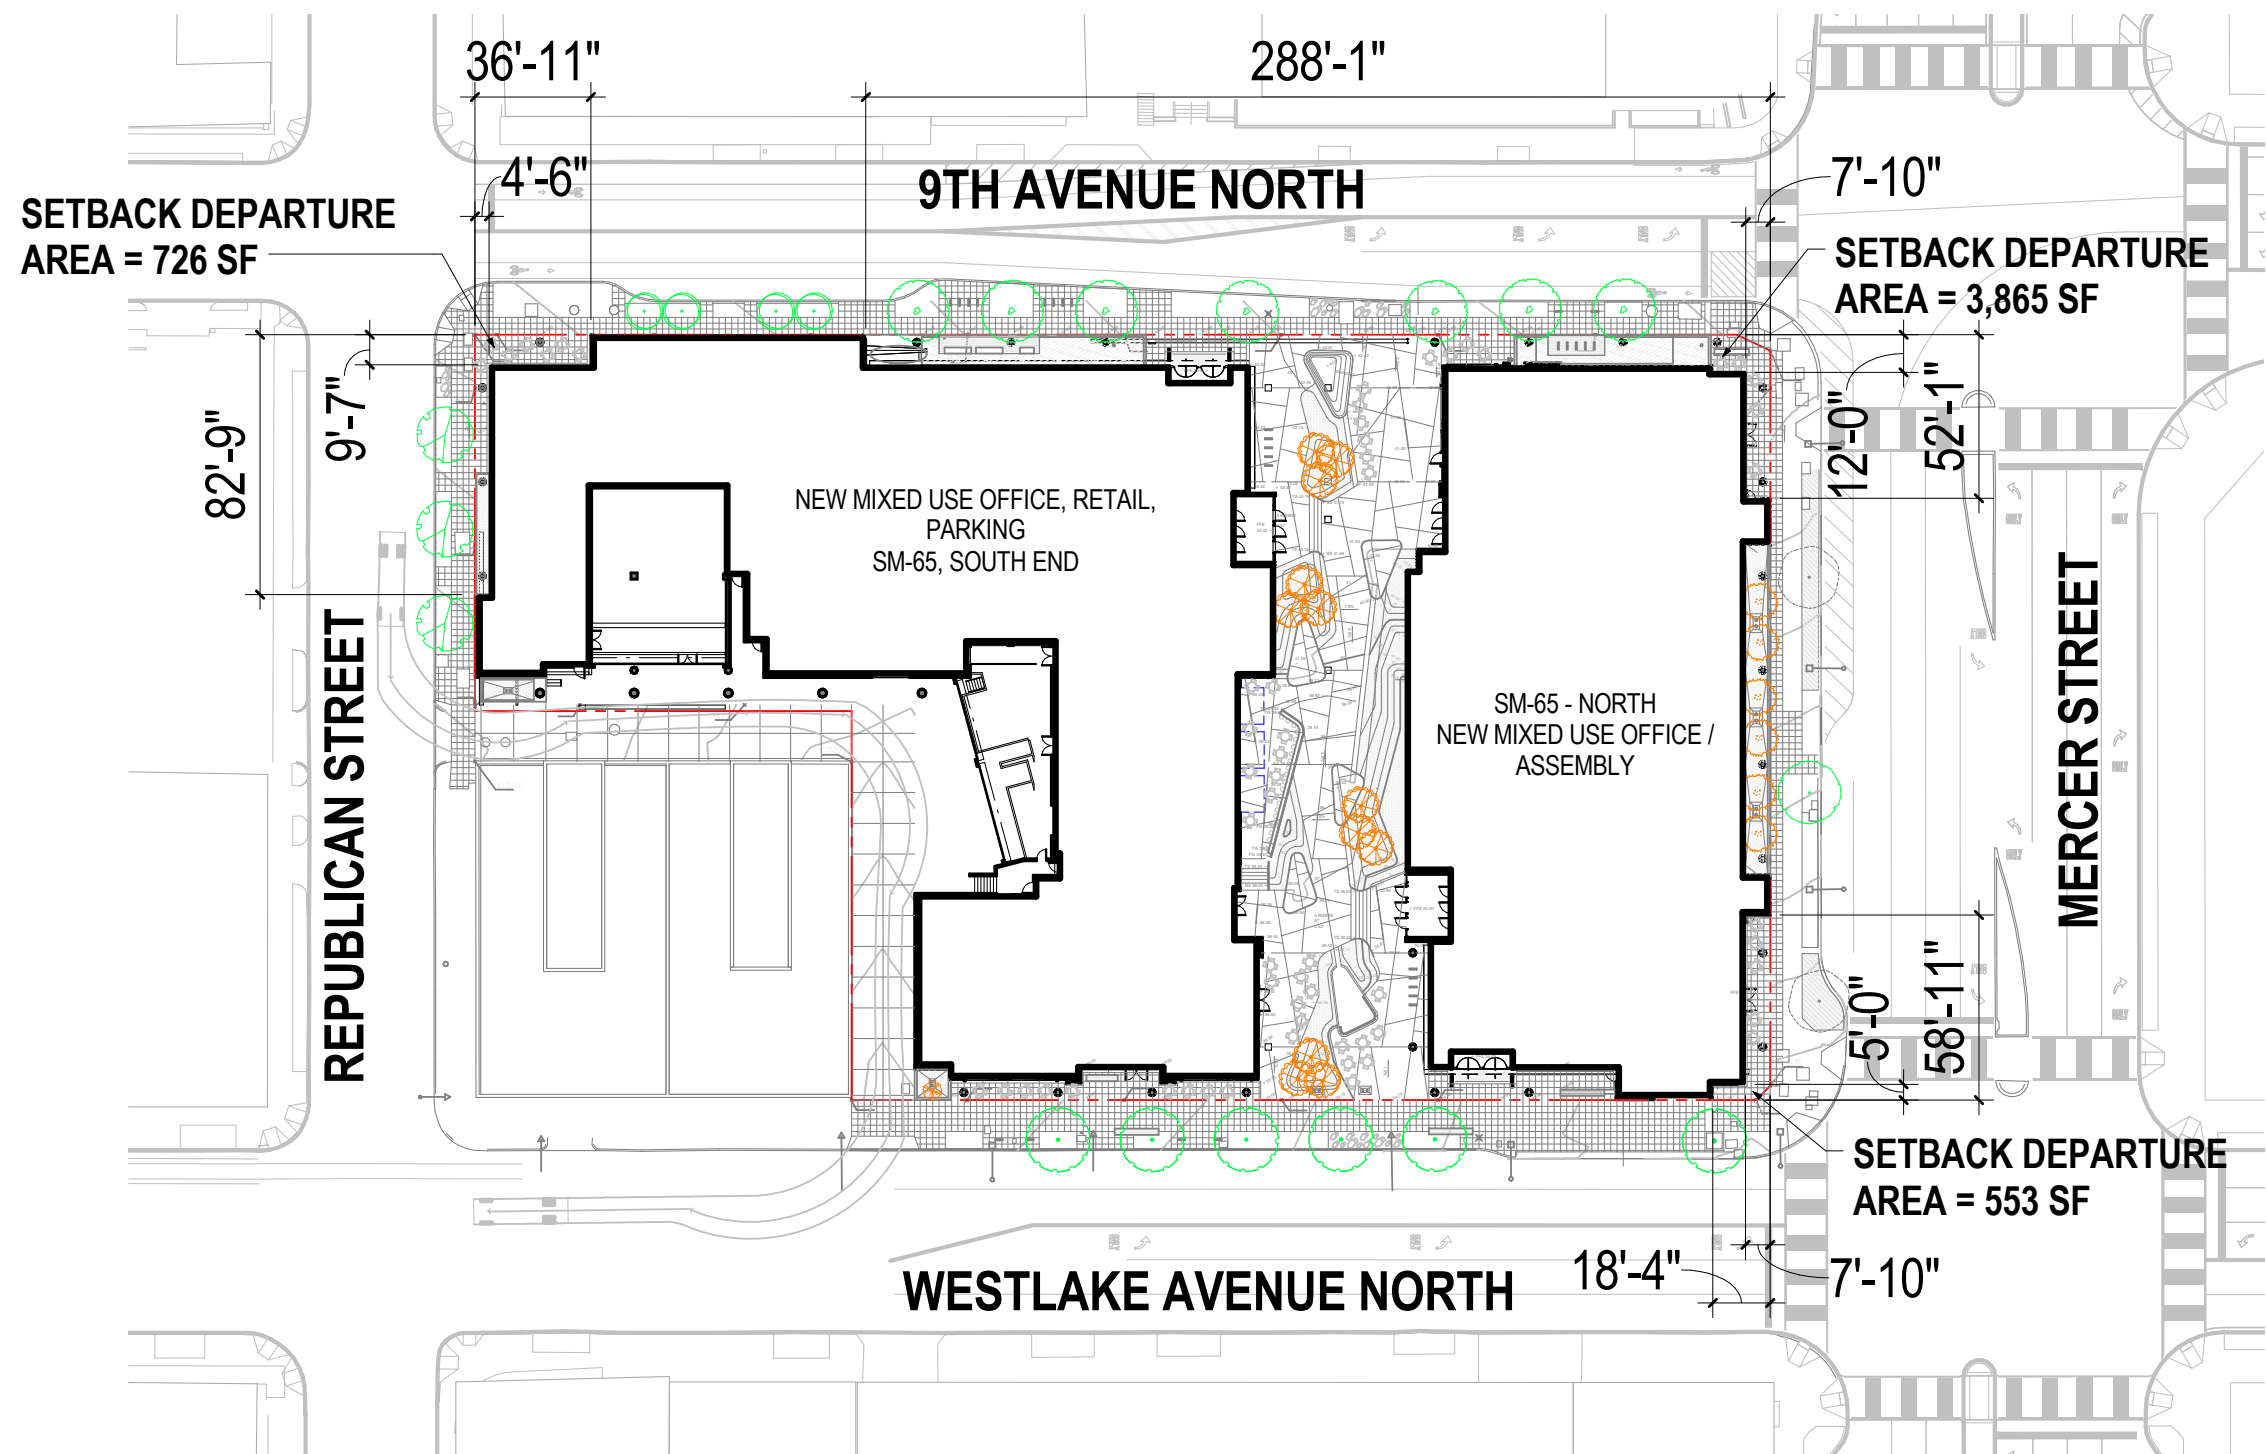 36'-11"
288'-1"
4'-6"
9TH AVENUE NORTH
7'-10"
SETBACK DEPARTURE
AREA = 726 SF
SETBACK DEPARTURE
AREA = 3,865 SF
82'-9"
9'-7"
12'-0"
52'-1"
NEW MIXED USE OFFICE, RETAIL,
PARKING
SM-65, SOUTH END
REPUBLICAN STREET
MERCER STREET
SM-65 - NORTH
NEW MIXED USE OFFICE /
ASSEMBLY
5'-0"
58'-11"
SETBACK DEPARTURE
AREA = 553 SF
18'-4"
7'-10"
WESTLAKE AVENUE NORTH